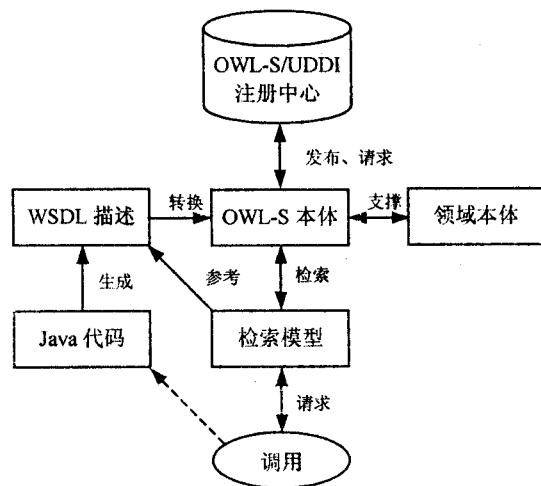 OWL-S/UDDI
注册中心
发布、请求
WSDL 描述
转换
OWL-S 本体
支撑
领域本体
生成
参考
检索
Java 代码
检索模型
请求
调用